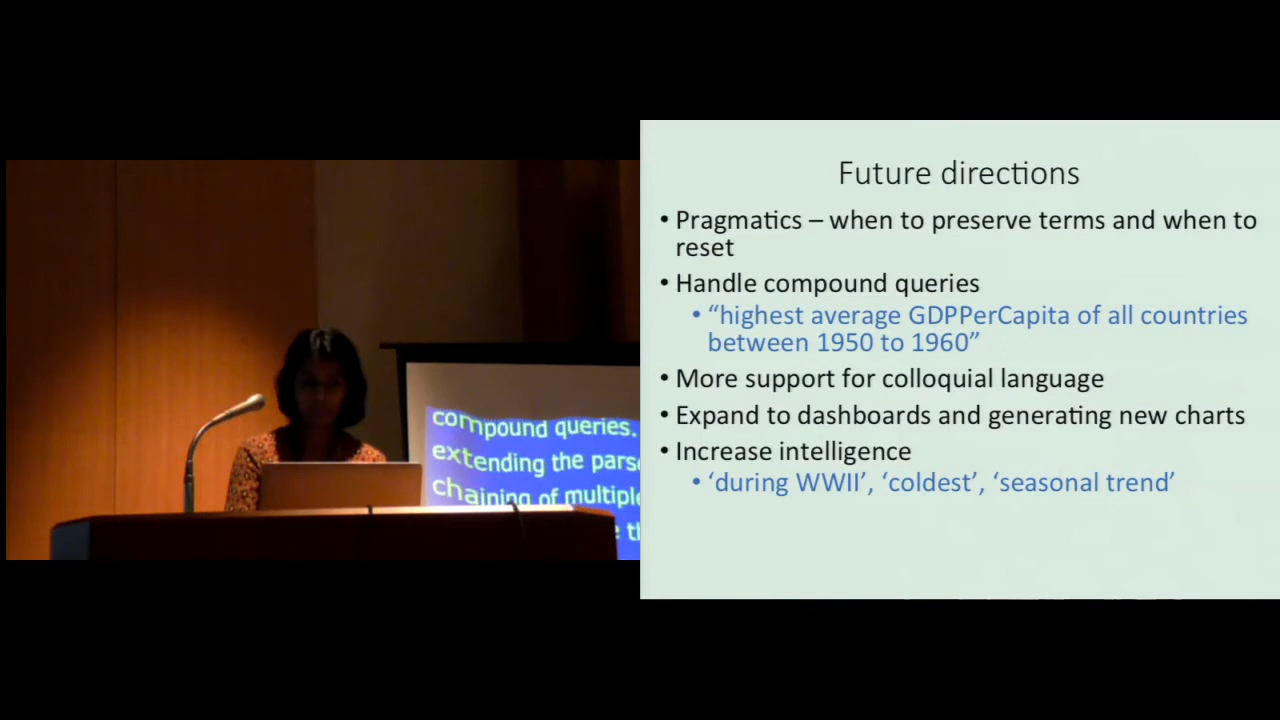 compound queries.
extending the
chaining of multiple
Future directions
• Pragmatics – when to preserve terms and when to
reset
• Handle compound queries
• “highest average GDPPerCapita of all countries
between 1950 to 1960”
• More support for colloquial language
• Expand to dashboards and generating new charts
• Increase intelligence
• ‘during WWII’, ‘coldest’, ‘seasonal trend’